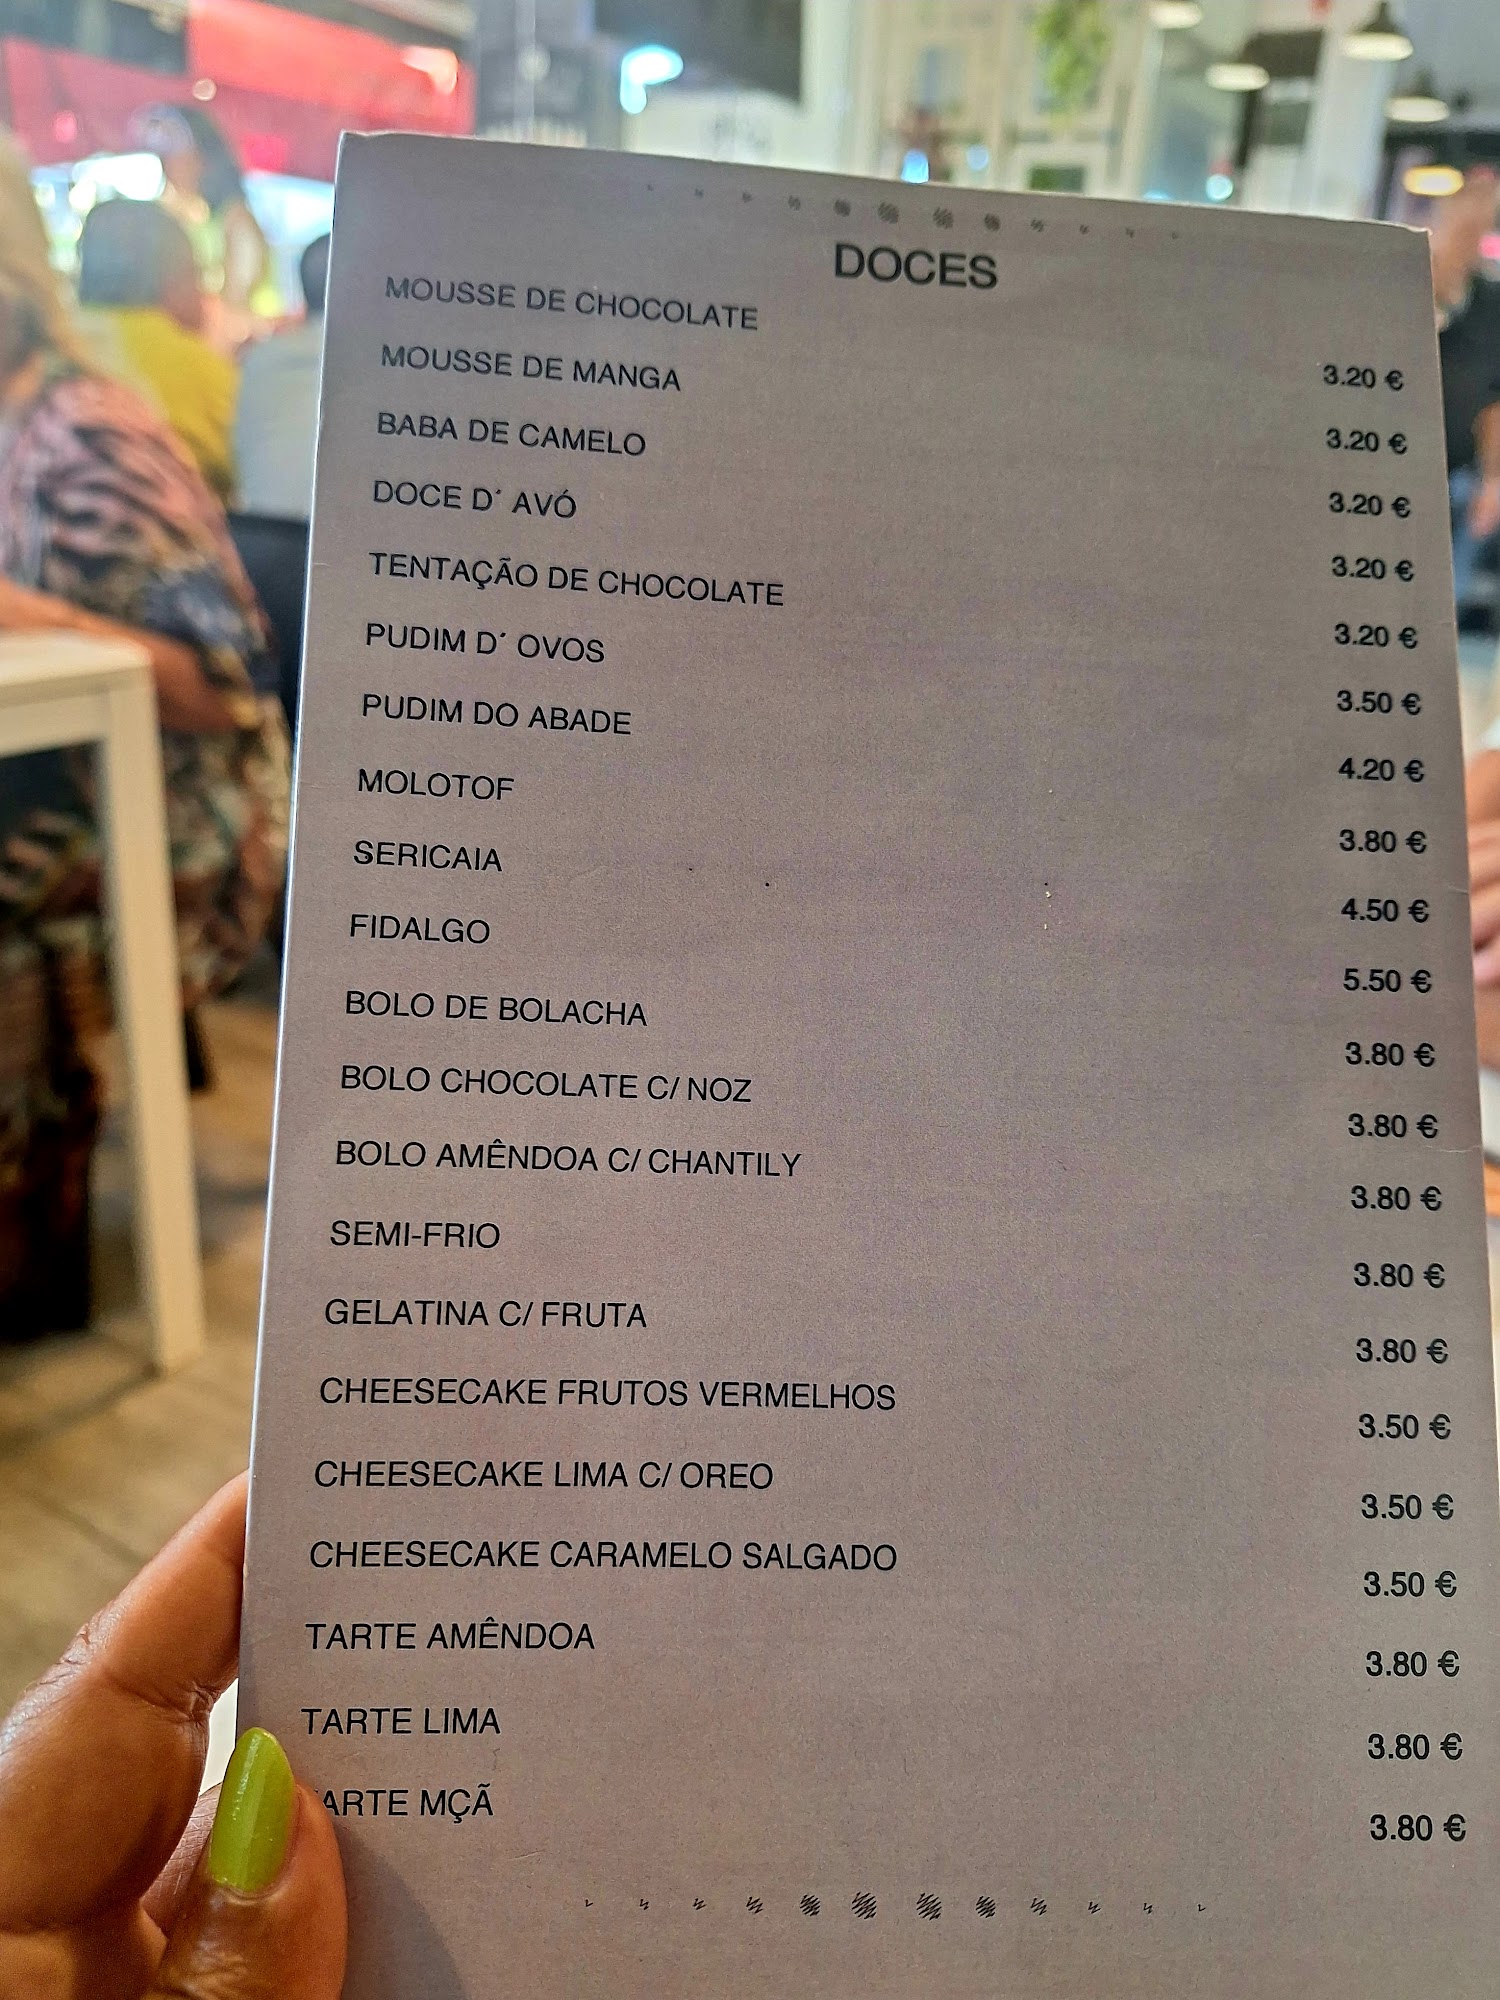 DOCES
MOUSSE DE CHOCOLATE 3.20 €
MOUSSE DE MANGA 3.20 €
BABA DE CAMELO 3.20 €
DOCE D´ AVÓ 3.20 €
TENTAÇÃO DE CHOCOLATE 3.20 €
PUDIM D´ OVOS 3.50 €
PUDIM DO ABADE 4.20 €
MOLOTOF 3.80 €
SERICAIA 4.50 €
FIDALGO 5.50 €
BOLO DE BOLACHA 3.80 €
BOLO CHOCOLATE C/ NOZ 3.80 €
BOLO AMÊNDOA C/ CHANTILY 3.80 €
SEMI-FRIO 3.80 €
GELATINA C/ FRUTA 3.80 €
CHEESECAKE FRUTOS VERMELHOS 3.50 €
CHEESECAKE LIMA C/ OREO 3.50 €
CHEESECAKE CARAMELO SALGADO 3.50 €
TARTE AMÊNDOA 3.80 €
TARTE LIMA 3.80 €
TARTE MÇÃ 3.80 €